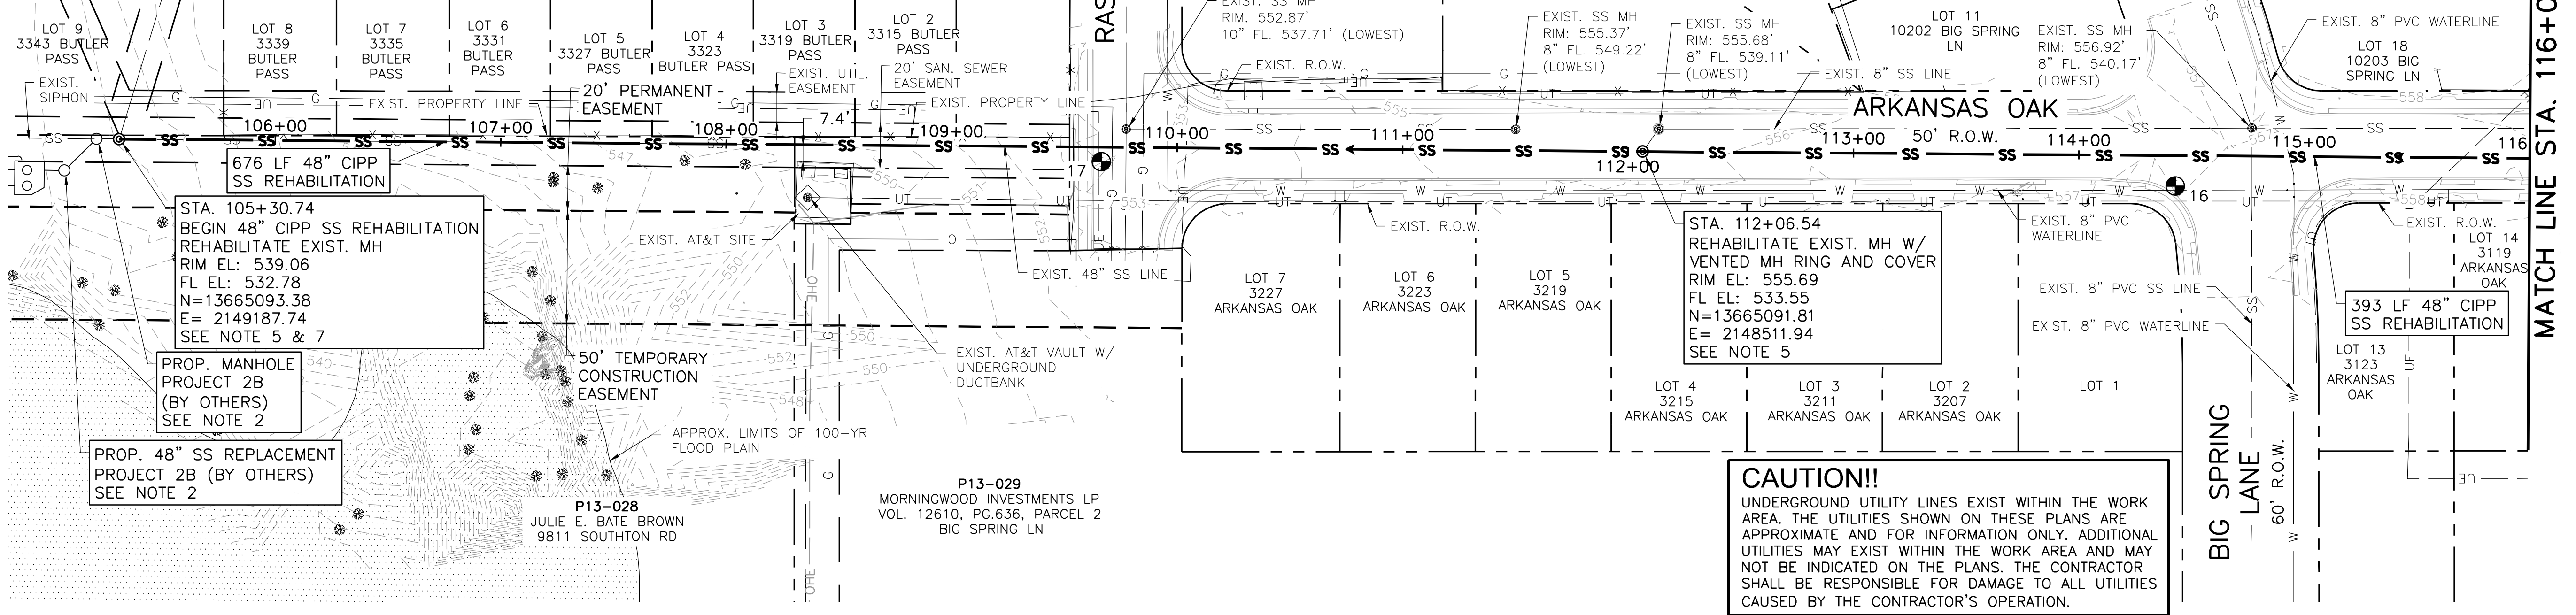 LOT 9
3343 BUTLER
PASS
LOT 8
3339
BUTLER
PASS
LOT 7
3335
BUTLER
PASS
LOT 6
3331
BUTLER
PASS
LOT 5
3327 BUTLER
PASS
LOT 4
3323
BUTLER PASS
LOT 3
3319 BUTLER
PASS
LOT 2
3315 BUTLER
PASS
EXIST. SS MH
RIM. 552.87'
10" FL. 537.71' (LOWEST)
EXIST. SS MH
RIM: 555.37'
8" FL. 549.22'
(LOWEST)
EXIST. SS MH
RIM: 555.68'
8" FL. 539.11'
(LOWEST)
LOT 11
10202 BIG SPRING
LN
EXIST. SS MH
RIM: 556.92'
8" FL. 540.17'
(LOWEST)
EXIST. 8" PVC WATERLINE
LOT 18
10203 BIG
SPRING LN
EXIST.
SIPHON
EXIST. PROPERTY LINE
20' PERMANENT
EASEMENT
EXIST. UTIL.
EASEMENT
20' SAN. SEWER
EASEMENT
EXIST. PROPERTY LINE
7.4'
EXIST. R.O.W.
EXIST. 8" SS LINE
ARKANSAS OAK
50' R.O.W.
106+00
107+00
108+00
109+00
110+00
111+00
112+00
113+00
114+00
115+00
116
MATCH LINE STA. 116+0
676 LF 48" CIPP
SS REHABILITATION
STA. 105+30.74
BEGIN 48" CIPP SS REHABILITATION
REHABILITATE EXIST. MH
RIM EL: 539.06
FL EL: 532.78
N=13665093.38
E= 2149187.74
SEE NOTE 5 & 7
PROP. MANHOLE
PROJECT 2B
(BY OTHERS)
SEE NOTE 2
PROP. 48" SS REPLACEMENT
PROJECT 2B (BY OTHERS)
SEE NOTE 2
EXIST. AT&T SITE
EXIST. 48" SS LINE
EXIST. AT&T VAULT W/
UNDERGROUND
DUCTBANK
50' TEMPORARY
CONSTRUCTION
EASEMENT
APPROX. LIMITS OF 100-YR
FLOOD PLAIN
P13-028
JULIE E. BATE BROWN
9811 SOUTHTON RD
P13-029
MORNINGWOOD INVESTMENTS LP
VOL. 12610, PG.636, PARCEL 2
BIG SPRING LN
17
16
EXIST. R.O.W.
STA. 112+06.54
REHABILITATE EXIST. MH W/
VENTED MH RING AND COVER
RIM EL: 555.69
FL EL: 533.55
N=13665091.81
E= 2148511.94
SEE NOTE 5
LOT 7
3227
ARKANSAS OAK
LOT 6
3223
ARKANSAS OAK
LOT 5
3219
ARKANSAS OAK
LOT 4
3215
ARKANSAS OAK
LOT 3
3211
ARKANSAS OAK
LOT 2
3207
ARKANSAS OAK
LOT 1
EXIST. 8" PVC
WATERLINE
EXIST. 8" PVC SS LINE
EXIST. 8" PVC WATERLINE
EXIST. R.O.W.
LOT 14
3119
ARKANSAS
OAK
393 LF 48" CIPP
SS REHABILITATION
LOT 13
3123
ARKANSAS
OAK
BIG SPRING
LANE
60' R.O.W.
CAUTION!!
UNDERGROUND UTILITY LINES EXIST WITHIN THE WORK
AREA. THE UTILITIES SHOWN ON THESE PLANS ARE
APPROXIMATE AND FOR INFORMATION ONLY. ADDITIONAL
UTILITIES MAY EXIST WITHIN THE WORK AREA AND MAY
NOT BE INDICATED ON THE PLANS. THE CONTRACTOR
SHALL BE RESPONSIBLE FOR DAMAGE TO ALL UTILITIES
CAUSED BY THE CONTRACTOR'S OPERATION.